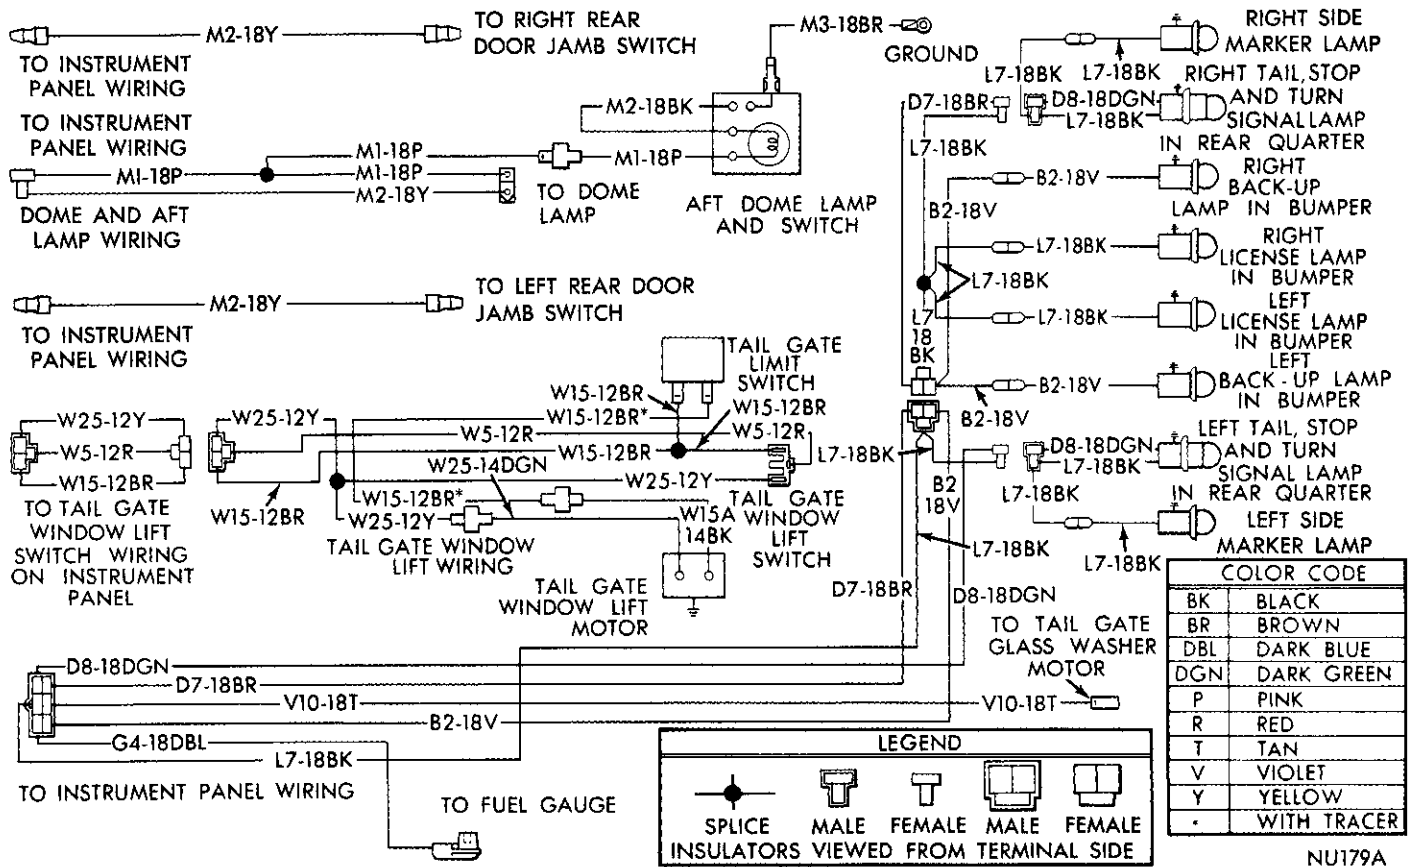 M2-18Y
TO RIGHT REAR
DOOR JAMB SWITCH
TO INSTRUMENT
PANEL WIRING
M3-18BR
GROUND
TO INSTRUMENT
PANEL WIRING
M2-18BK
M1-18P
M1-18P
M1-18P
M1-18P
M2-18Y
DOME AND AFT
LAMP WIRING
TO DOME
LAMP
AFT DOME LAMP
AND SWITCH
M2-18Y
TO LEFT REAR DOOR
JAMB SWITCH
TO INSTRUMENT
PANEL WIRING
TAIL GATE
LIMIT
SWITCH
W15-12BR
W15-12BR*
W15-12BR
W25-12Y
W5-12R
W15-12BR
W25-12Y
W5-12R
W5-12R
W15-12BR
W25-14DGN
W25-12Y
W15-12BR
W15-12BR*
W25-12Y
W15A
14BK
TO TAIL GATE
WINDOW LIFT
SWITCH WIRING
ON INSTRUMENT
PANEL
TAIL GATE WINDOW
LIFT WIRING
TAIL GATE
WINDOW
LIFT
SWITCH
TAIL GATE
WINDOW LIFT
MOTOR
RIGHT SIDE
MARKER LAMP
L7-18BK
L7-18BK
RIGHT TAIL, STOP
AND TURN
SIGNAL LAMP
IN REAR QUARTER
D7-18BR
D8-18DGN
L7-18BK
L7-18BK
RIGHT
BACK-UP
LAMP IN BUMPER
B2-18V
B2-18V
RIGHT
LICENSE LAMP
IN BUMPER
L7-18BK
L7-18BK
LEFT
LICENSE LAMP
IN BUMPER
L7-18BK
L7
18
BK
LEFT
BACK-UP LAMP
IN BUMPER
B2-18V
B2-18V
LEFT TAIL, STOP
AND TURN
SIGNAL LAMP
IN REAR QUARTER
D8-18DGN
L7-18BK
L7-18BK
L7-18BK
B2
18V
LEFT SIDE
MARKER LAMP
L7-18BK
L7-18BK
D7-18BR
D8-18DGN
TO TAIL GATE
GLASS WASHER
MOTOR
D8-18DGN
D7-18BR
V10-18T
V10-18T
B2-18V
G4-18DBL
L7-18BK
TO INSTRUMENT PANEL WIRING
TO FUEL GAUGE
LEGEND
SPLICE MALE FEMALE MALE FEMALE
INSULATORS VIEWED FROM TERMINAL SIDE
COLOR CODE
BK BLACK
BR BROWN
DBL DARK BLUE
DGN DARK GREEN
P PINK
R RED
T TAN
V VIOLET
Y YELLOW
* WITH TRACER
NU179A